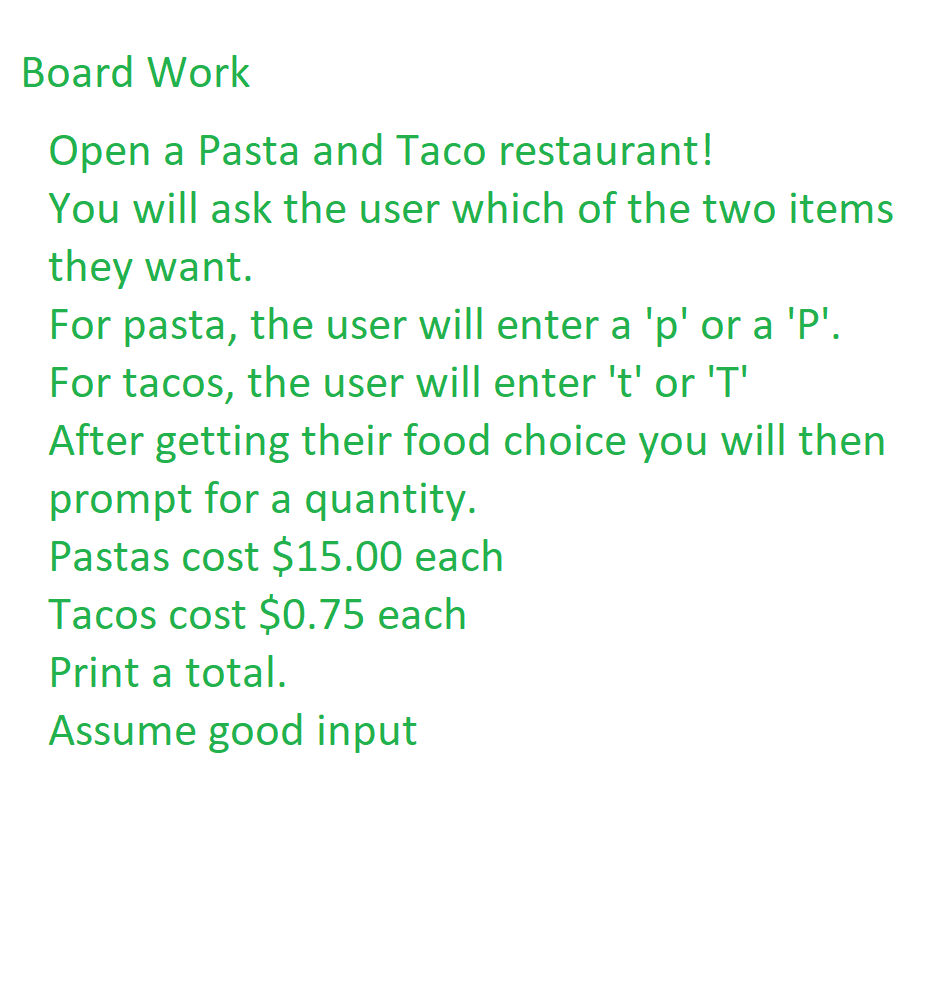 Board Work
Open a Pasta and Taco restaurant!
You will ask the user which of the two items
they want.
For pasta, the user will enter a 'p' or a 'P'.
For tacos, the user will enter 't' or 'T'
After getting their food choice you will then
prompt for a quantity.
Pastas cost $15.00 each
Tacos cost $0.75 each
Print a total.
Assume good input